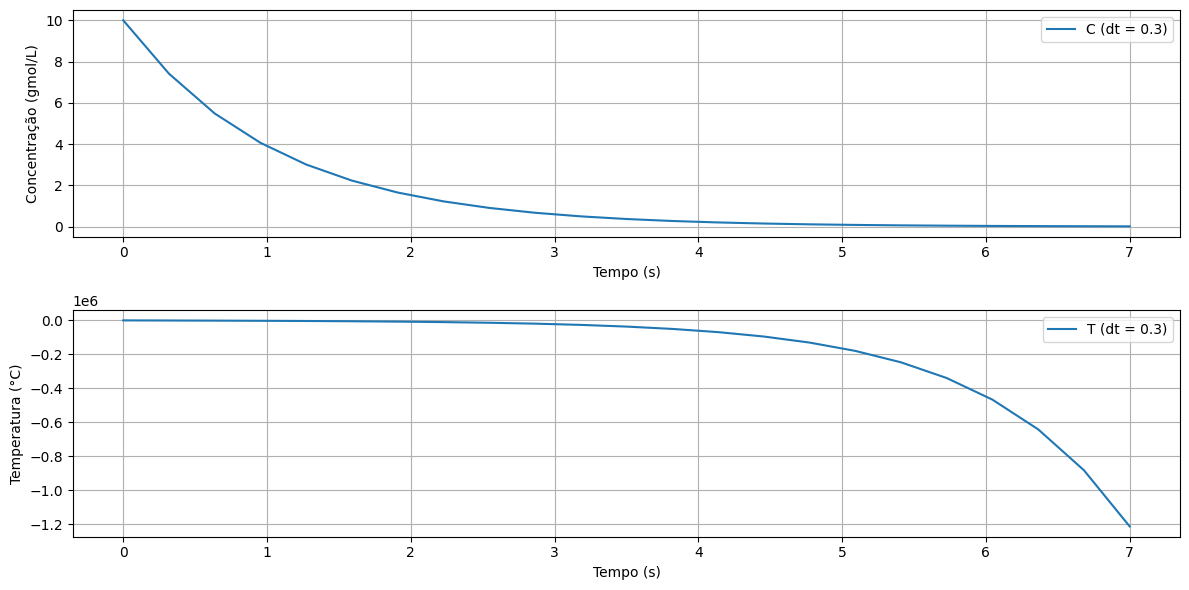 10
8
6
4
2
0
Concentração (gmol/L)
C (dt = 0.3)
0 1 2 3 4 5 6 7
Tempo (s)
1e6
0.0
−0.2
−0.4
−0.6
−0.8
−1.0
−1.2
Temperatura (°C)
T (dt = 0.3)
0 1 2 3 4 5 6 7
Tempo (s)